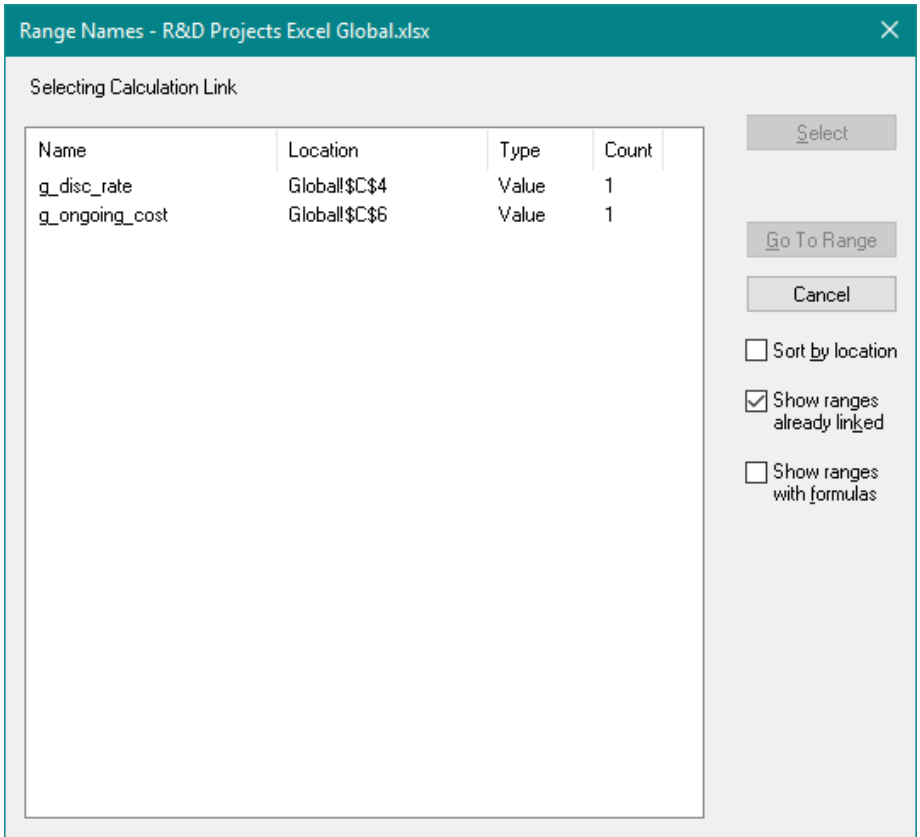 Range Names - R&D Projects Excel Global.xlsx
Selecting Calculation Link
Name Location Type Count
g_disc_rate Global!$C$4 Value 1
g_ongoing_cost Global!$C$6 Value 1
Select
Go To Range
Cancel
Sort by location
Show ranges
already linked
Show ranges
with formulas